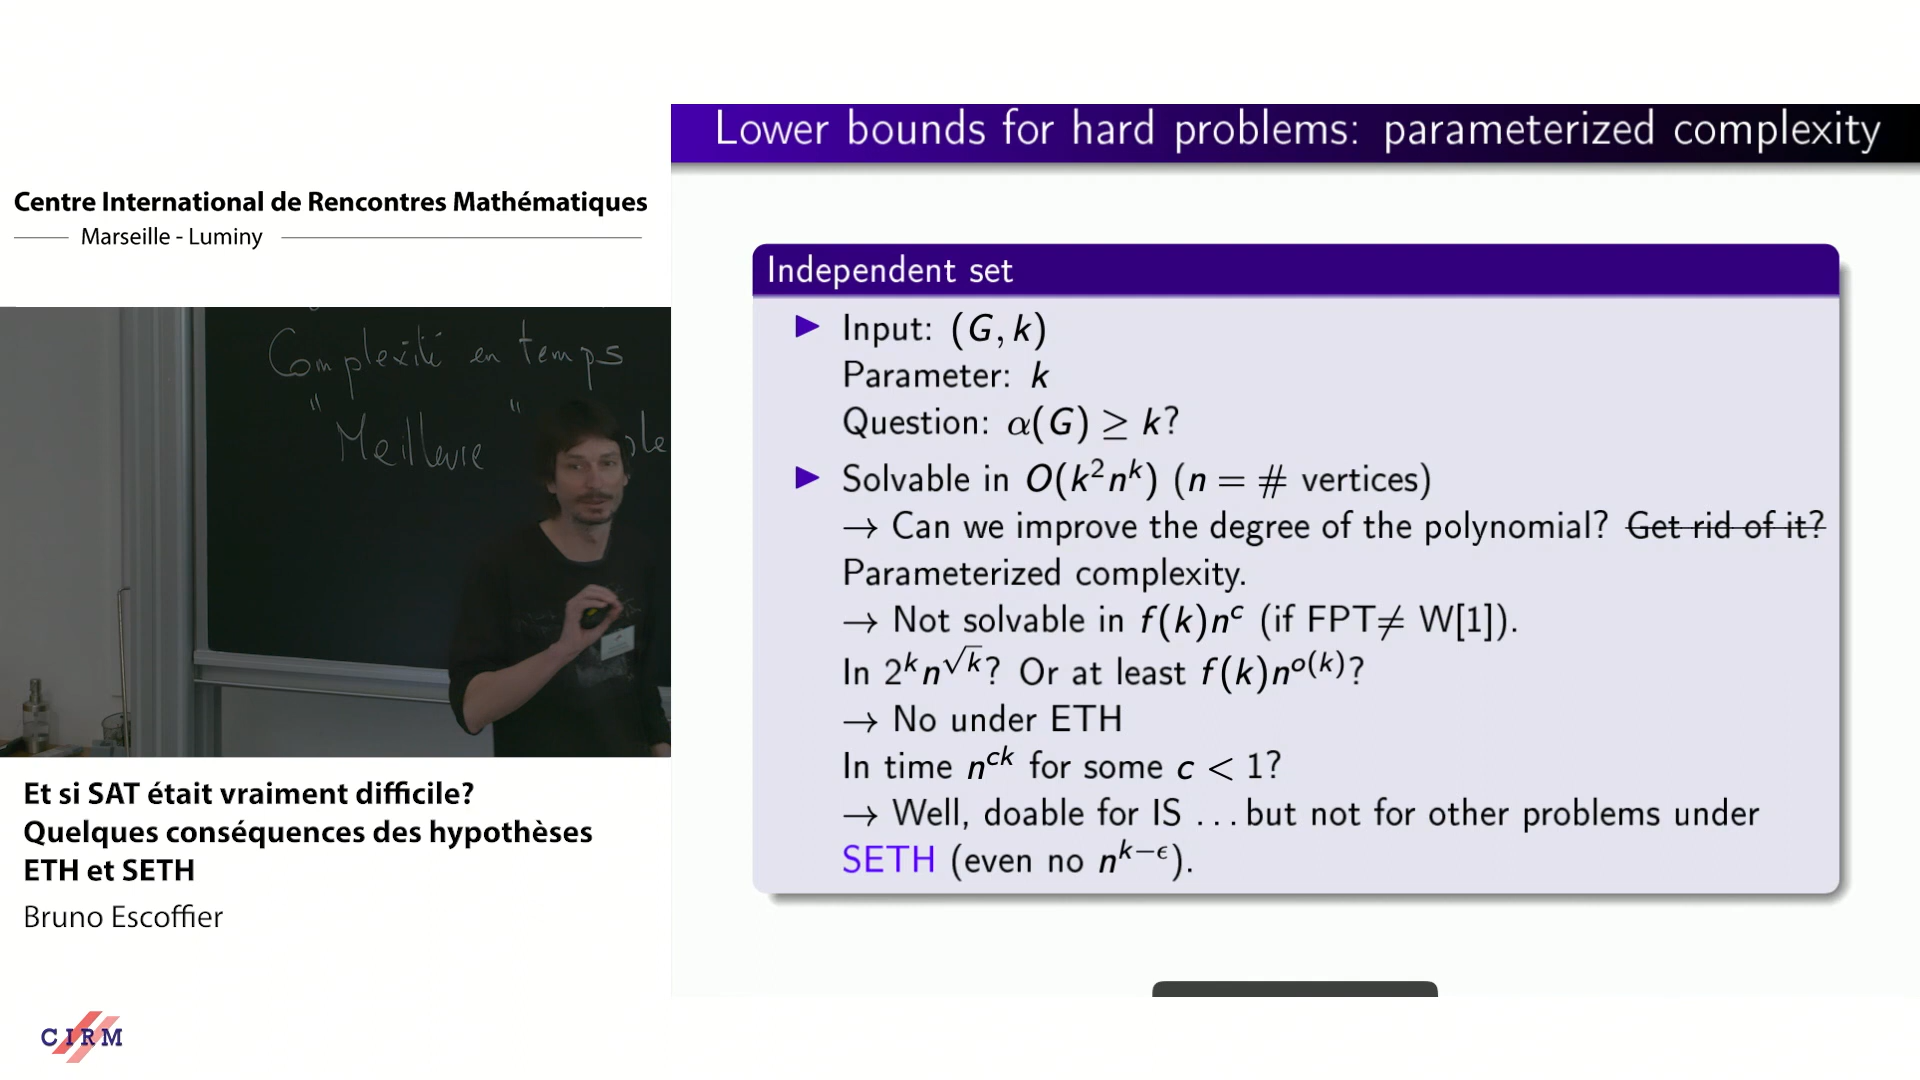 Centre International de Rencontres Mathématiques
Marseille - Luminy
Complexité en temps
"Meilleure"
Et si SAT était vraiment difficile?
Quelques conséquences des hypothèses
ETH et SETH
Bruno Escoffier
CIRM
Lower bounds for hard problems: parameterized complexity
Independent set
▶ Input: (G, k)
Parameter: k
Question: α(G) ≥ k?
▶ Solvable in O(k²nᵏ) (n = # vertices)
→ Can we improve the degree of the polynomial? Get rid of it?
Parameterized complexity.
→ Not solvable in f(k)nᶜ (if FPT≠ W[1]).
In 2ᵏn^√k? Or at least f(k)n^o(k)?
→ No under ETH
In time n^ck for some c < 1?
→ Well, doable for IS ...but not for other problems under
SETH (even no n^k−ϵ).